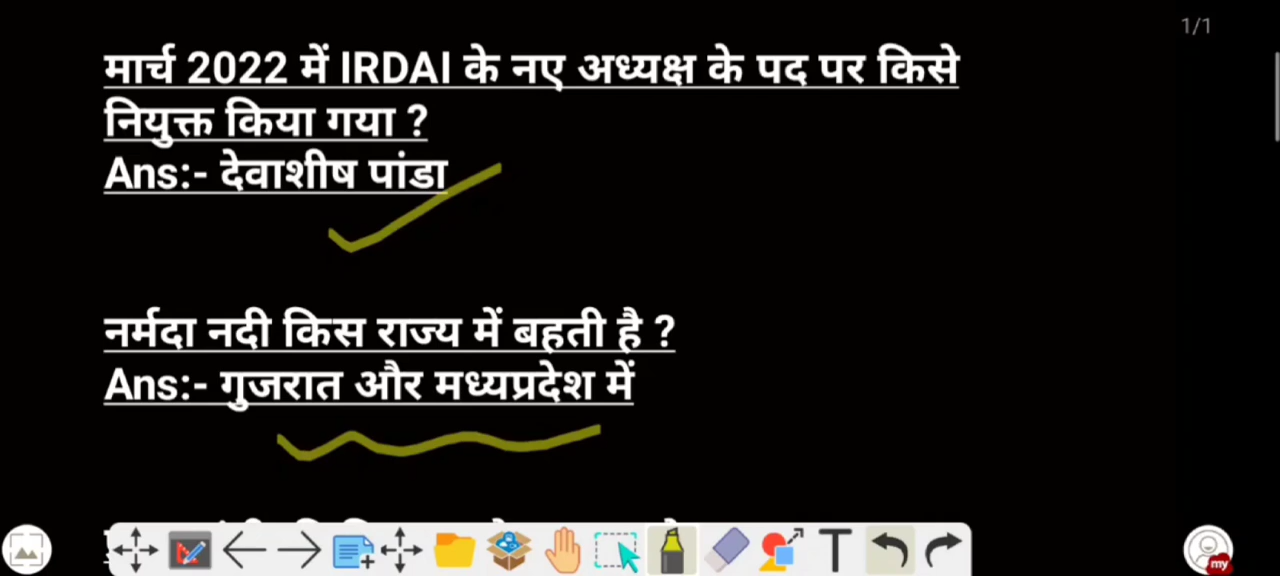 1/1
मार्च 2022 में IRDAI के नए अध्यक्ष के पद पर किसे
नियुक्त किया गया ?
Ans:- देवाशीष पांडा
नर्मदा नदी किस राज्य में बहती है ?
Ans:- गुजरात और मध्यप्रदेश में
T
my